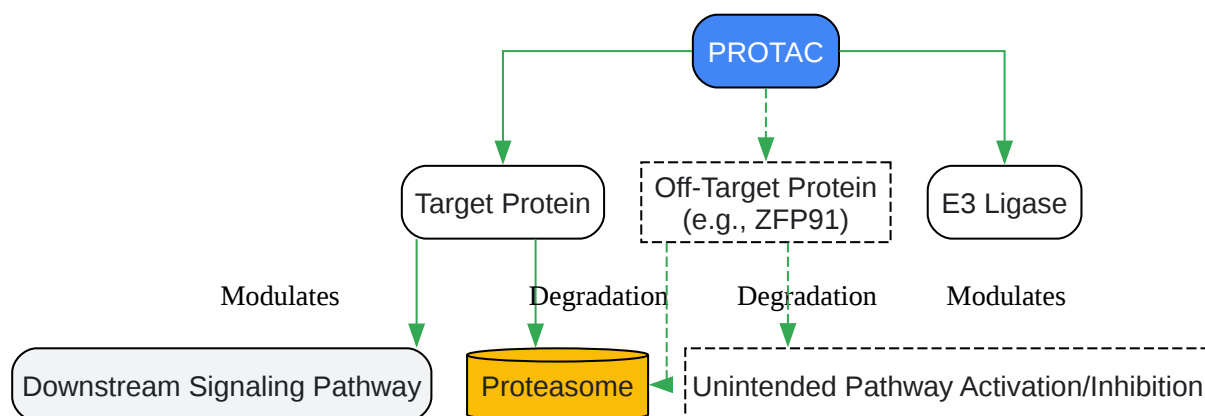 PROTAC
Target Protein
Off-Target Protein
(e.g., ZFP91)
E3 Ligase
Modulates
Degradation
Degradation
Modulates
Downstream Signaling Pathway
Proteasome
Unintended Pathway Activation/Inhibition